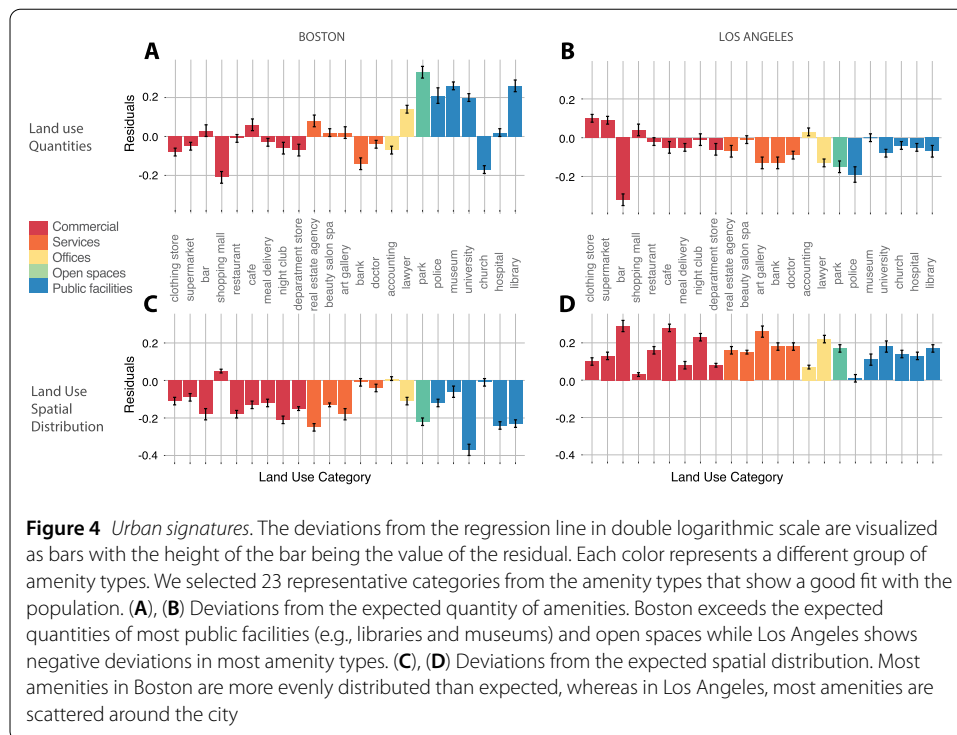 BOSTON
LOS ANGELES
A
B
Land use
Quantities
Residuals
0.2
0.0
-0.2
0.2
0.0
-0.2
Commercial
Services
Offices
Open spaces
Public facilities
clothing store
supermarket
bar
shopping mall
restaurant
cafe
meal delivery
night club
department store
real estate agency
beauty salon spa
art gallery
bank
doctor
accounting
lawyer
park
police
museum
university
church
hospital
library
clothing store
supermarket
bar
shopping mall
restaurant
cafe
meal delivery
night club
deparatment store
real estate agency
beauty salon spa
art gallery
bank
doctor
accounting
lawyer
park
police
museum
university
church
hospital
library
C
D
Land Use
Spatial
Distribution
Residuals
0.2
0.0
-0.2
-0.4
0.2
0.0
-0.2
-0.4
Land Use Category
Land Use Category
Figure 4 Urban signatures. The deviations from the regression line in double logarithmic scale are visualized
as bars with the height of the bar being the value of the residual. Each color represents a different group of
amenity types. We selected 23 representative categories from the amenity types that show a good fit with the
population. (A), (B) Deviations from the expected quantity of amenities. Boston exceeds the expected
quantities of most public facilities (e.g., libraries and museums) and open spaces while Los Angeles shows
negative deviations in most amenity types. (C), (D) Deviations from the expected spatial distribution. Most
amenities in Boston are more evenly distributed than expected, whereas in Los Angeles, most amenities are
scattered around the city